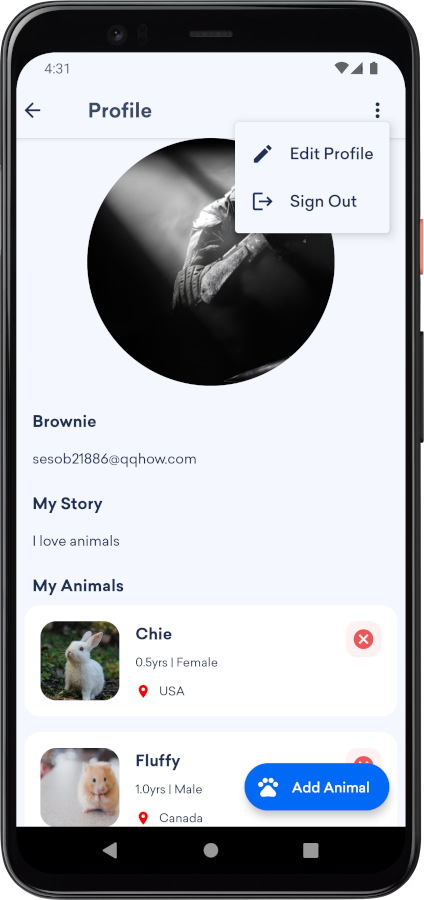 4:31
Profile
Edit Profile
Sign Out
Brownie
sesob21886@qqhow.com
My Story
I love animals
My Animals
Chie
0.5yrs | Female
USA
Fluffy
1.0yrs | Male
Add Animal
Canada